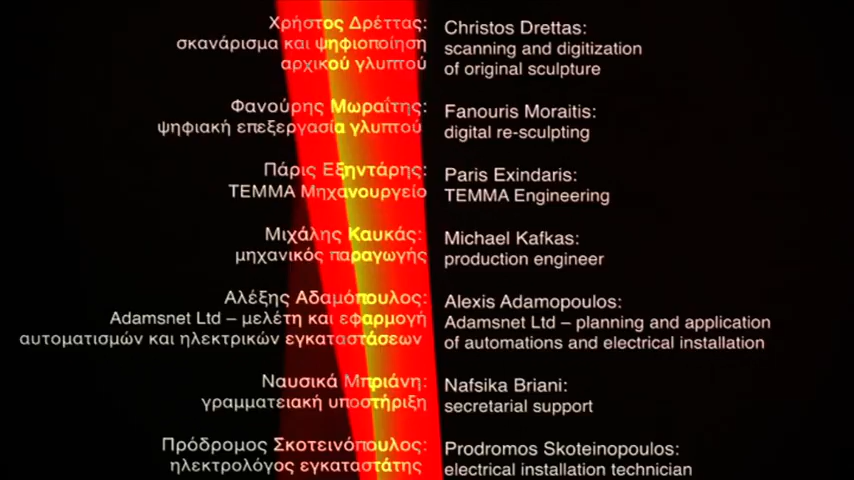 Χρήστος Δρέττας:
σκανάρισμα και ψηφιοποίηση
αρχικού γλυπτού
Christos Drettas:
scanning and digitization
of original sculpture
Φανούρης Μωραΐτης:
ψηφιακή επεξεργασία γλυπτού
Fanouris Moraitis:
digital re-sculpting
Πάρις Εξηντάρης:
ΤΕΜΜΑ Μηχανουργείο
Paris Exindaris:
TEMMA Engineering
Μιχάλης Καυκάς:
μηχανικός παραγωγής
Michael Kafkas:
production engineer
Αλέξης Αδαμόπουλος:
Adamsnet Ltd – μελέτη και εφαρμογή
αυτοματισμών και ηλεκτρικών εγκαταστάσεων
Alexis Adamopoulos:
Adamsnet Ltd – planning and application
of automations and electrical installation
Ναυσικά Μπριάνη:
γραμματειακή υποστήριξη
Nafsika Briani:
secretarial support
Πρόδρομος Σκοτεινόπουλος:
ηλεκτρολόγος εγκαταστάτης
Prodromos Skoteinopoulos:
electrical installation technician